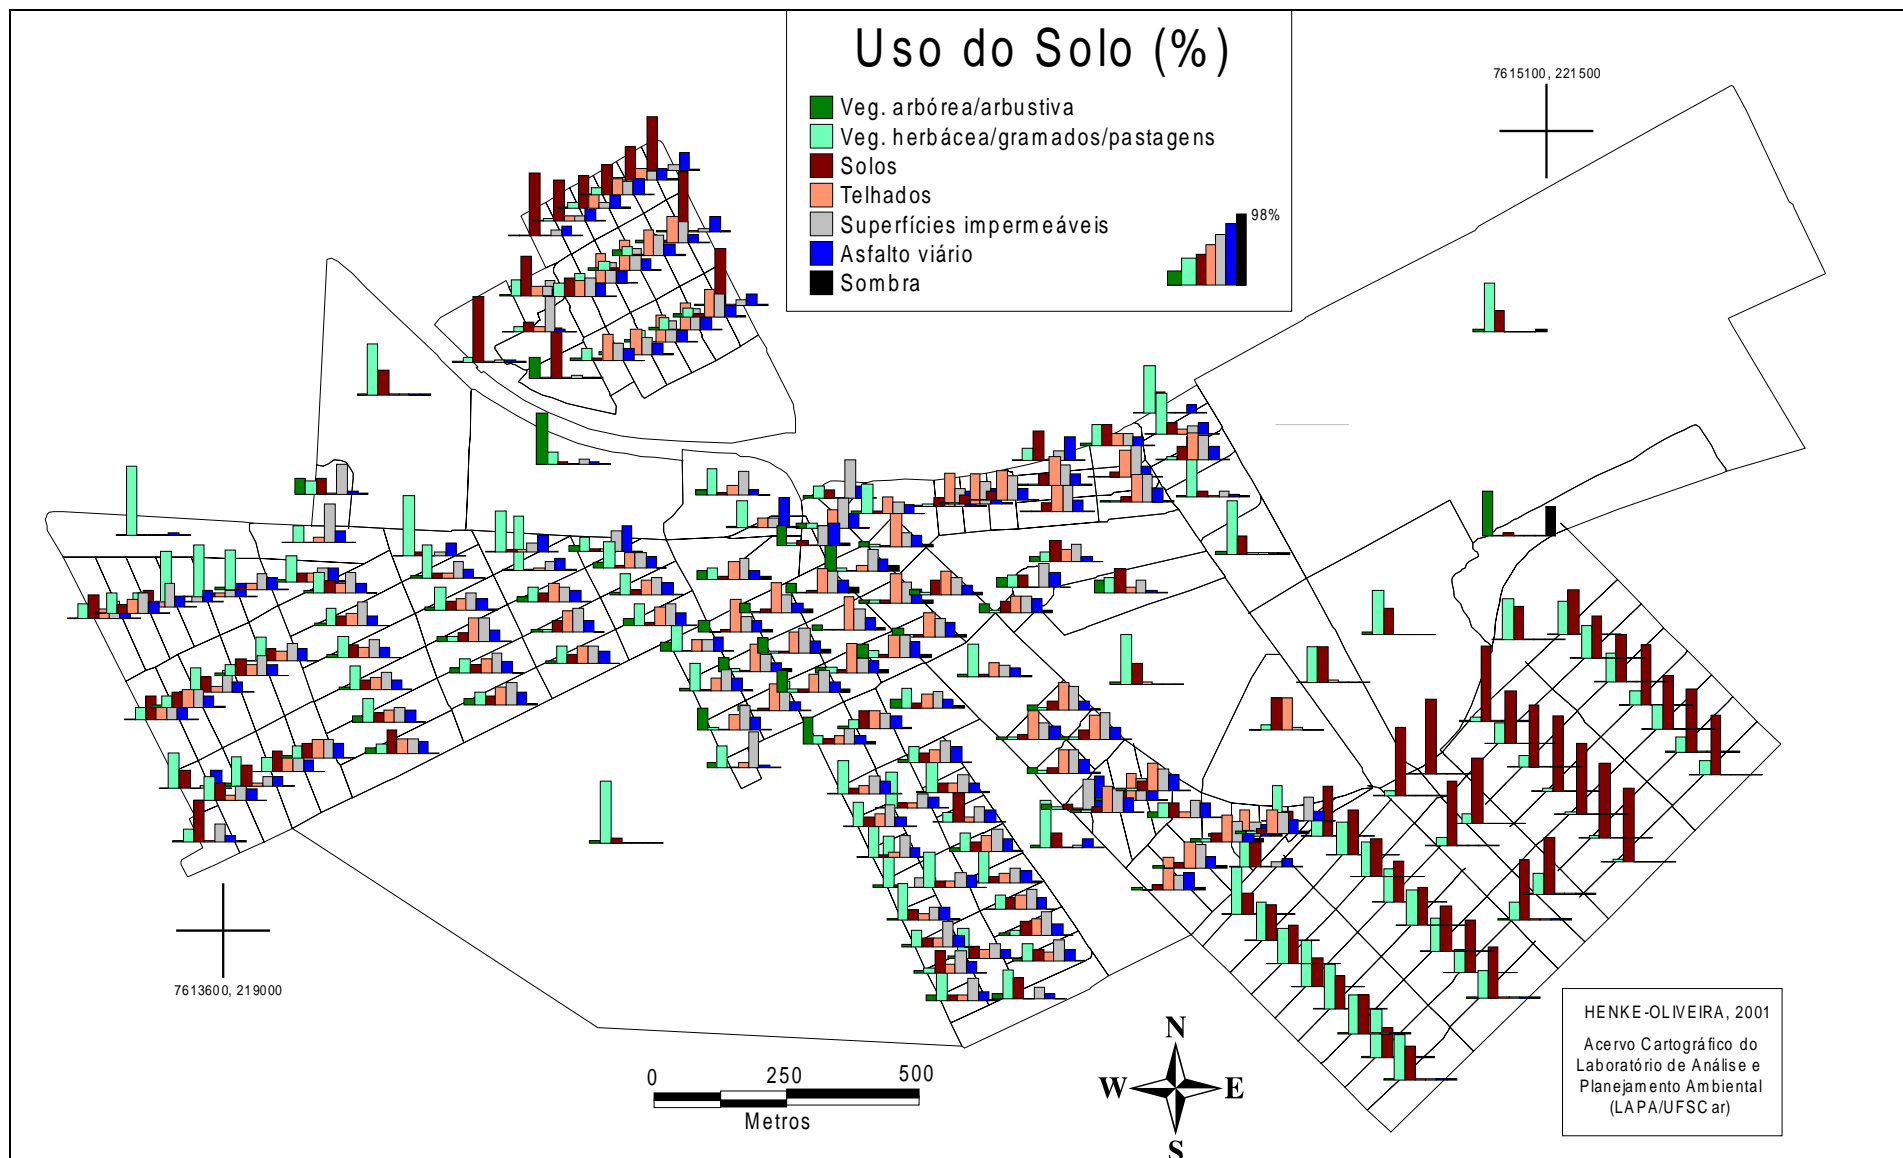 Uso do Solo (%)
Veg. arbórea/arbustiva
Veg. herbácea/gramados/pastagens
Solos
Telhados
Superfícies impermeáveis
Asfalto viário
Sombra
98%
7615100, 221500
7613600, 219000
0 250 500
Metros
N
W E
S
HENKE-OLIVEIRA, 2001
Acervo Cartográfico do
Laboratório de Análise e
Planejamento Ambiental
(LAPA/UFSCar)